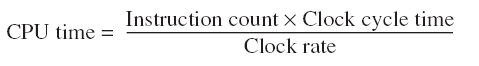 CPU time = Instruction count × Clock cycle time
Clock rate